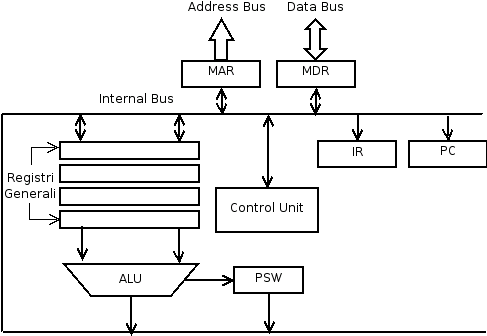 Address Bus
Data Bus
MAR
MDR
Internal Bus
IR
PC
Registri
Generali
Control Unit
ALU
PSW